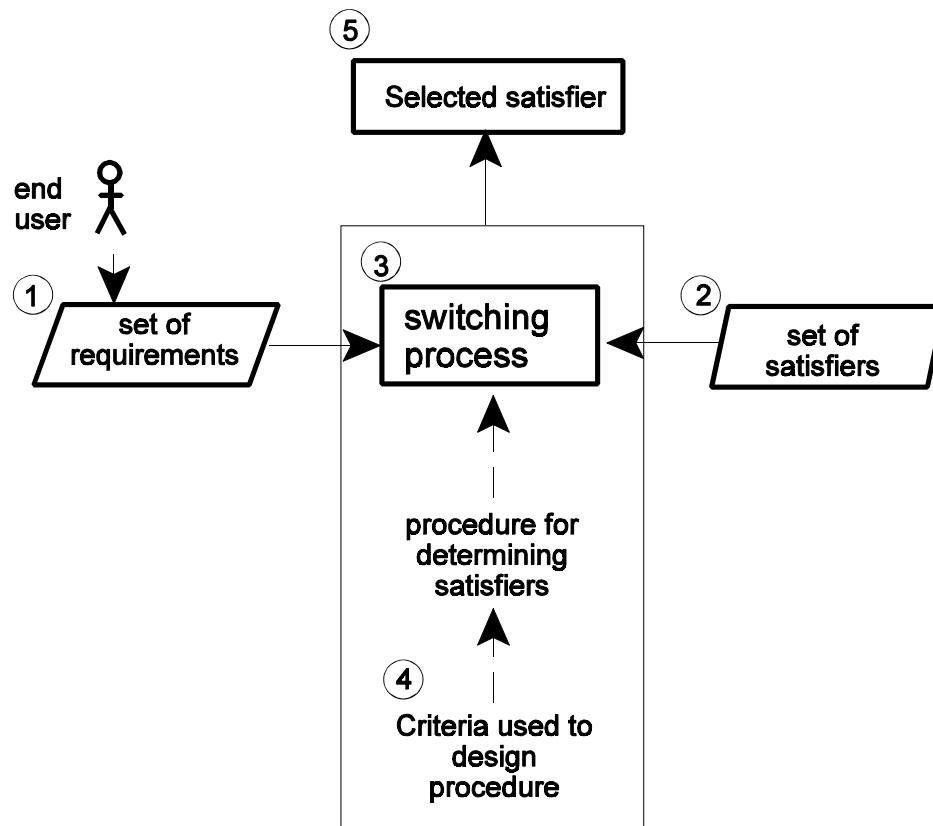 5
Selected satisfier
end
user
1
set of
requirements
3
switching
process
2
set of
satisfiers
procedure for
determining
satisfiers
4
Criteria used to
design
procedure